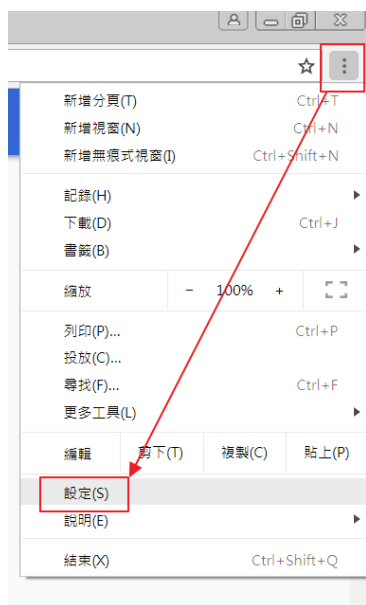 新增分頁(T) Ctrl+T
新增視窗(N) Ctrl+N
新增無痕式視窗(I) Ctrl+Shift+N
記錄(H)
下載(D) Ctrl+J
書籤(B)
縮放 - 100% +
列印(P)... Ctrl+P
投放(C)...
尋找(F)... Ctrl+F
更多工具(L)
編輯 剪下(T) 複製(C) 貼上(P)
設定(S)
說明(E)
結束(X) Ctrl+Shift+Q